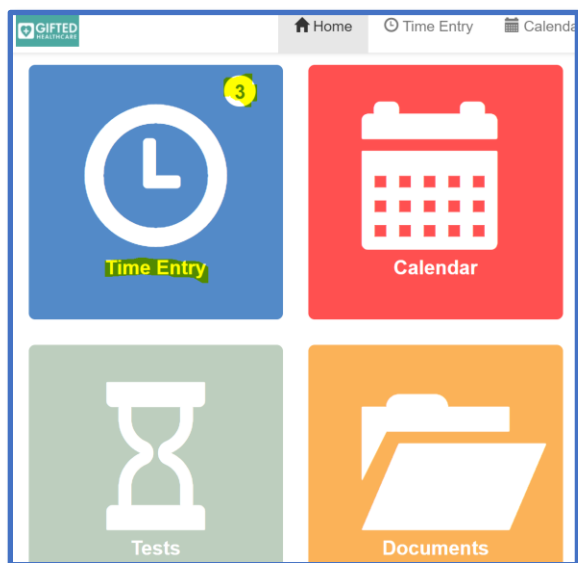 GIFTED
HEALTHCARE
Home
Time Entry
Calenda
3
Time Entry
Calendar
Tests
Documents